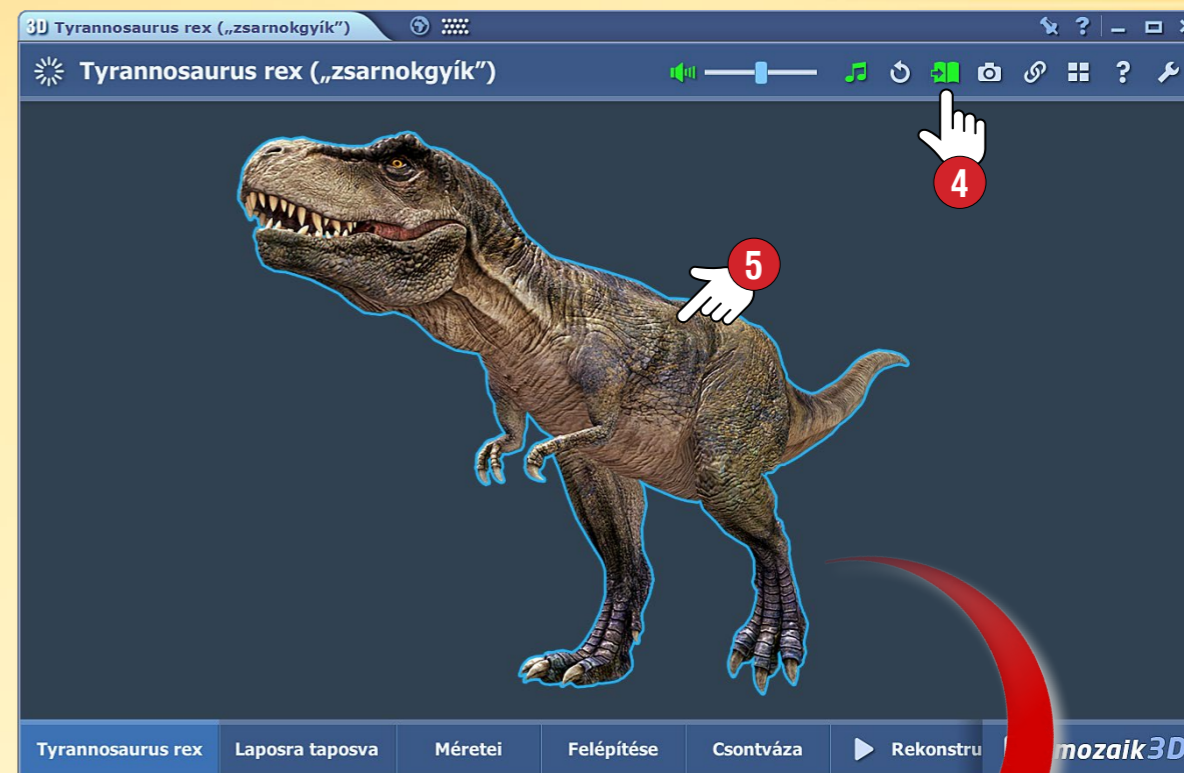 3D Tyrannosaurus rex („zsarnokgyík”)
?
Tyrannosaurus rex („zsarnokgyík”)
?
4
5
Tyrannosaurus rex Laposra taposva Méretei Felépítése Csontváza Rekonstru mozaik3D